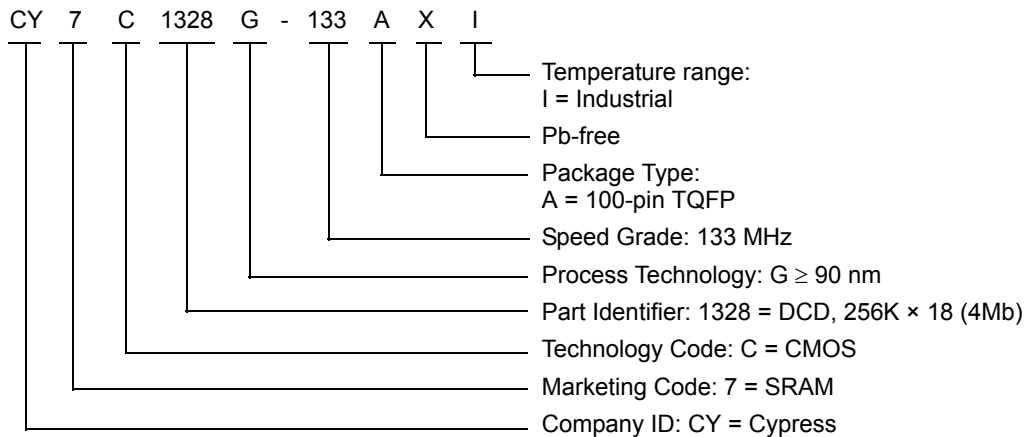 CY 7 C 1328 G - 133 A X I
Temperature range:
I = Industrial
Pb-free
Package Type:
A = 100-pin TQFP
Speed Grade: 133 MHz
Process Technology: G ≥ 90 nm
Part Identifier: 1328 = DCD, 256K × 18 (4Mb)
Technology Code: C = CMOS
Marketing Code: 7 = SRAM
Company ID: CY = Cypress